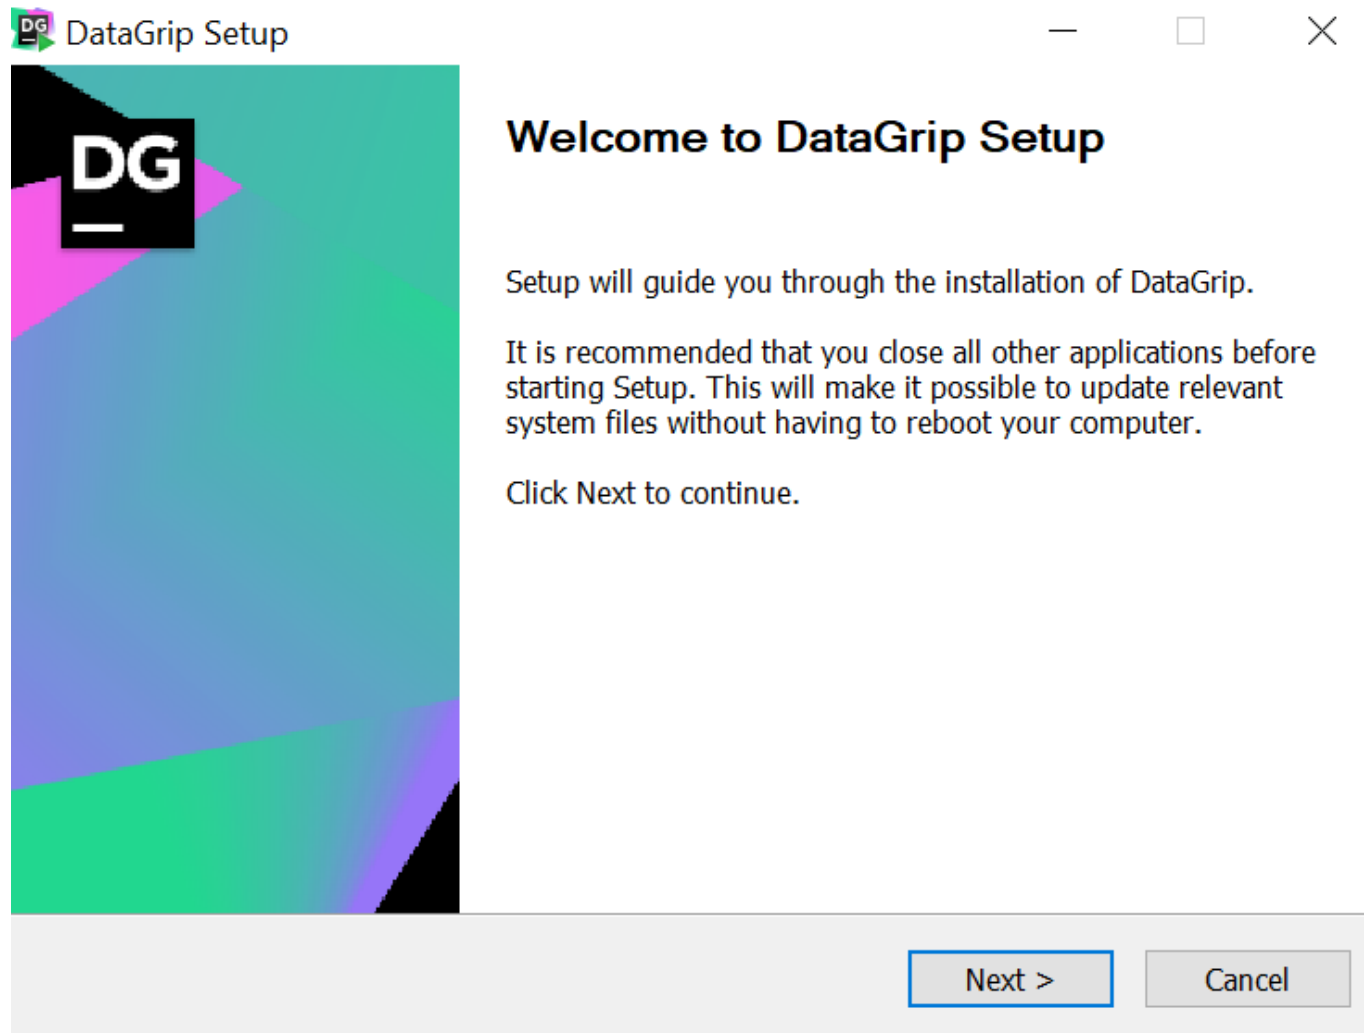 DG DataGrip Setup
DG
Welcome to DataGrip Setup
Setup will guide you through the installation of DataGrip.
It is recommended that you close all other applications before
starting Setup. This will make it possible to update relevant
system files without having to reboot your computer.
Click Next to continue.
Next >
Cancel